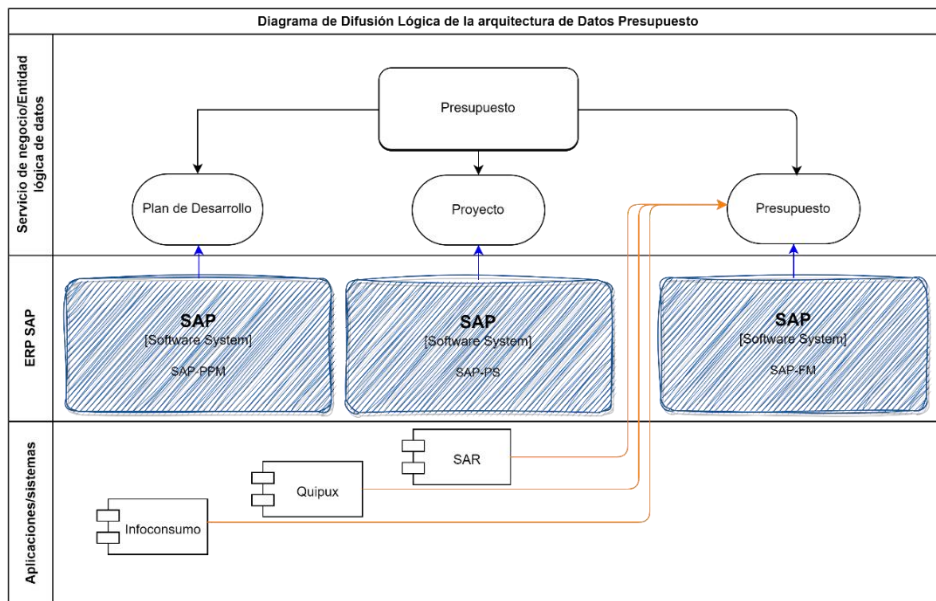 Diagrama de Difusión Lógica de la arquitectura de Datos Presupuesto
Servicio de negocio/Entidad
lógica de datos
Presupuesto
Plan de Desarrollo
Proyecto
Presupuesto
ERP SAP
SAP
[Software System]
SAP-PPM
SAP
[Software System]
SAP-PS
SAP
[Software System]
SAP-FM
Aplicaciones/sistemas
SAR
Quipux
Infoconsumo